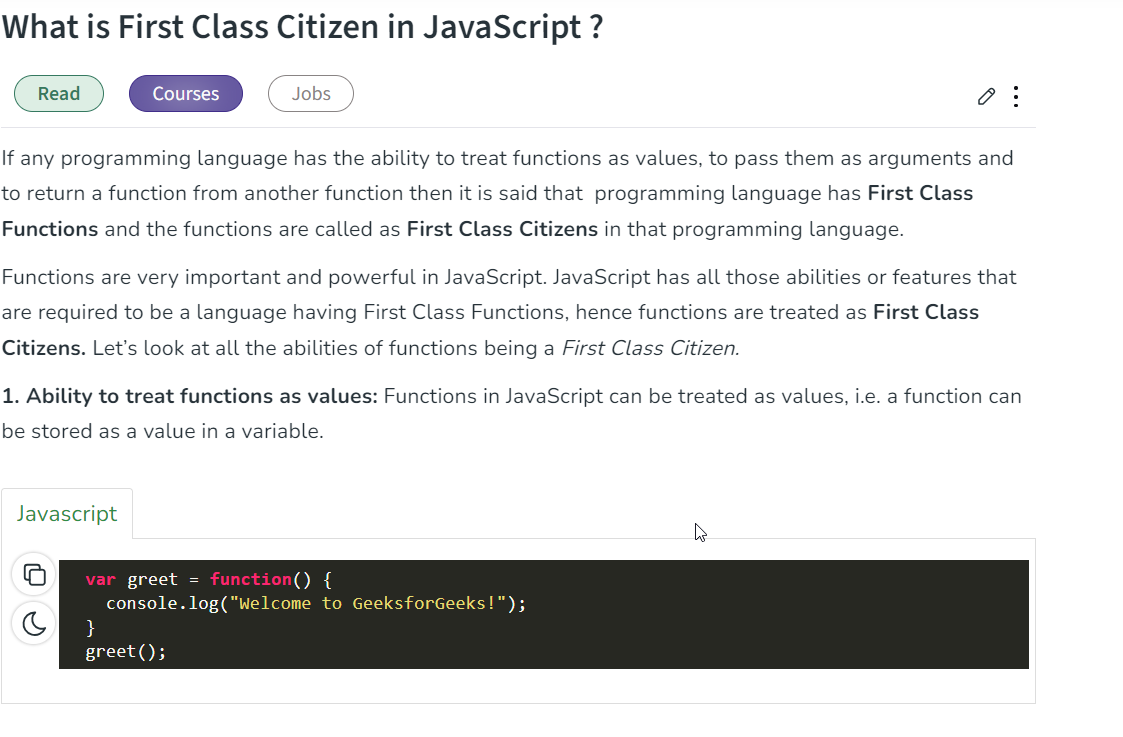 What is First Class Citizen in JavaScript ?
Read
Courses
Jobs
If any programming language has the ability to treat functions as values, to pass them as arguments and
to return a function from another function then it is said that  programming language has First Class
Functions and the functions are called as First Class Citizens in that programming language.
Functions are very important and powerful in JavaScript. JavaScript has all those abilities or features that
are required to be a language having First Class Functions, hence functions are treated as First Class
Citizens. Let’s look at all the abilities of functions being a First Class Citizen.
1. Ability to treat functions as values: Functions in JavaScript can be treated as values, i.e. a function can
be stored as a value in a variable.
Javascript
var greet = function() {
  console.log("Welcome to GeeksforGeeks!");
}
greet();